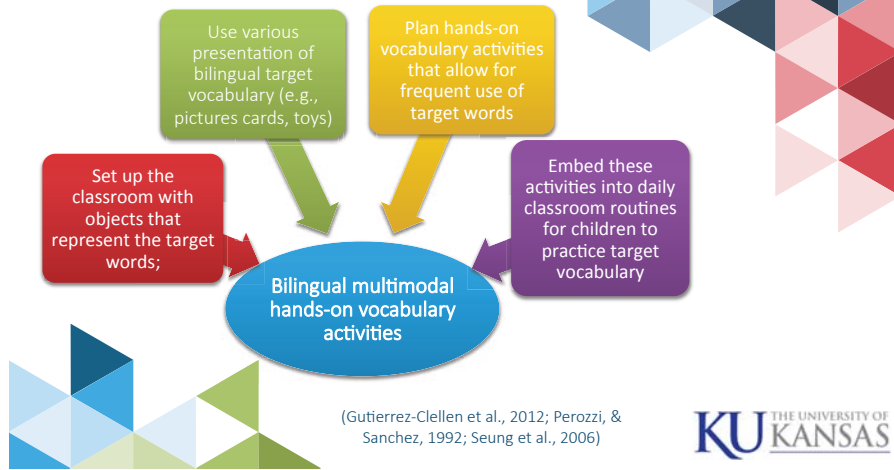 Use various
presentation of
bilingual target
vocabulary (e.g.,
pictures cards, toys)
Plan hands-on
vocabulary activities
that allow for
frequent use of
target words
Set up the
classroom with
objects that
represent the target
words;
Embed these
activities into daily
classroom routines
for children to
practice target
vocabulary
Bilingual multimodal
hands-on vocabulary
activities
(Gutierrez-Clellen et al., 2012; Perozzi, &
Sanchez, 1992; Seung et al., 2006)
KU THE UNIVERSITY OF
KANSAS